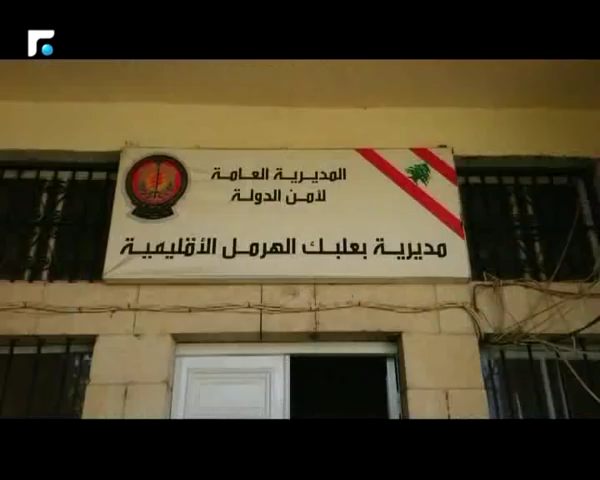 المديرية العامة
لأمن الدولة
مديرية بعلبك الهرمل الأقليمية